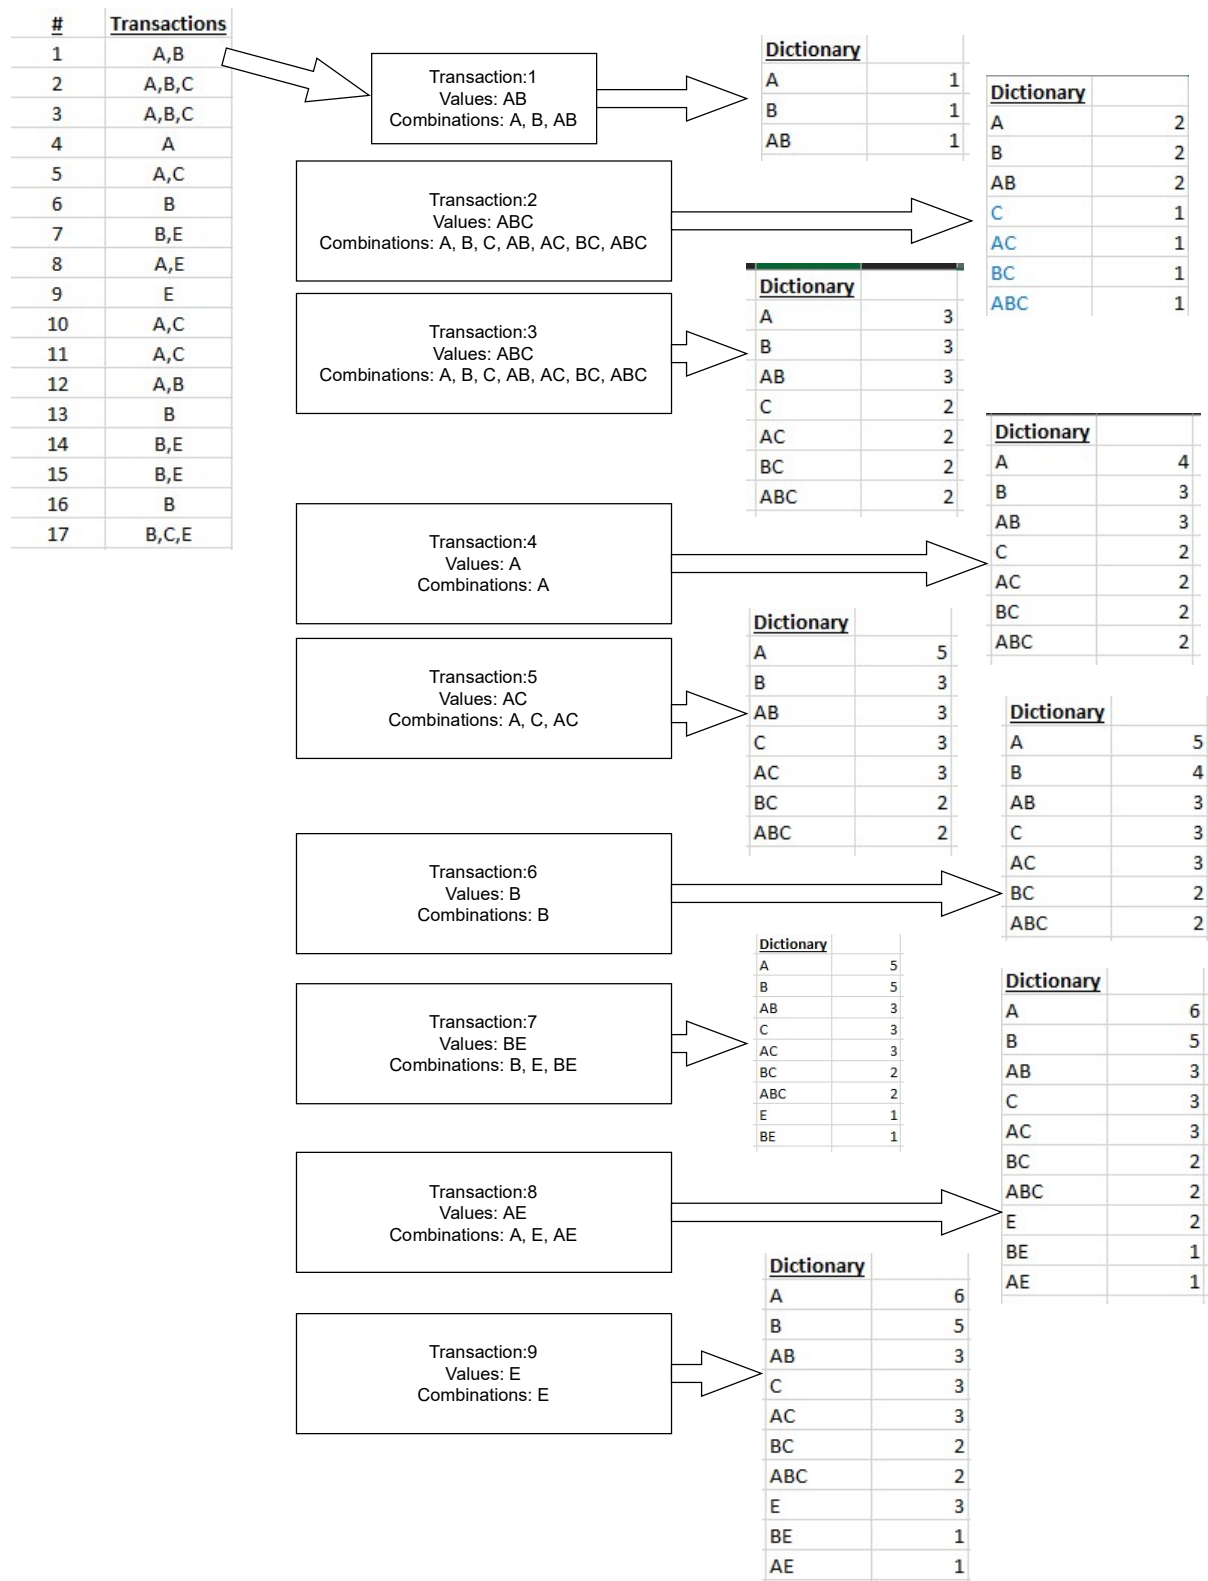 # Transactions
1 A,B
2 A,B,C
3 A,B,C
4 A
5 A,C
6 B
7 B,E
8 A,E
9 E
10 A,C
11 A,C
12 A,B
13 B
14 B,E
15 B,E
16 B
17 B,C,E
Transaction:1
Values: AB
Combinations: A, B, AB
Dictionary
A 1
B 1
AB 1
Transaction:2
Values: ABC
Combinations: A, B, C, AB, AC, BC, ABC
Dictionary
A 2
B 2
AB 2
C 1
AC 1
BC 1
ABC 1
Transaction:3
Values: ABC
Combinations: A, B, C, AB, AC, BC, ABC
Dictionary
A 3
B 3
AB 3
C 2
AC 2
BC 2
ABC 2
Transaction:4
Values: A
Combinations: A
Dictionary
A 4
B 3
AB 3
C 2
AC 2
BC 2
ABC 2
Transaction:5
Values: AC
Combinations: A, C, AC
Dictionary
A 5
B 3
AB 3
C 3
AC 3
BC 2
ABC 2
Transaction:6
Values: B
Combinations: B
Dictionary
A 5
B 4
AB 3
C 3
AC 3
BC 2
ABC 2
Transaction:7
Values: BE
Combinations: B, E, BE
Dictionary
A 5
B 5
AB 3
C 3
AC 3
BC 2
ABC 2
E 1
BE 1
Transaction:8
Values: AE
Combinations: A, E, AE
Dictionary
A 6
B 5
AB 3
C 3
AC 3
BC 2
ABC 2
E 2
BE 1
AE 1
Transaction:9
Values: E
Combinations: E
Dictionary
A 6
B 5
AB 3
C 3
AC 3
BC 2
ABC 2
E 3
BE 1
AE 1